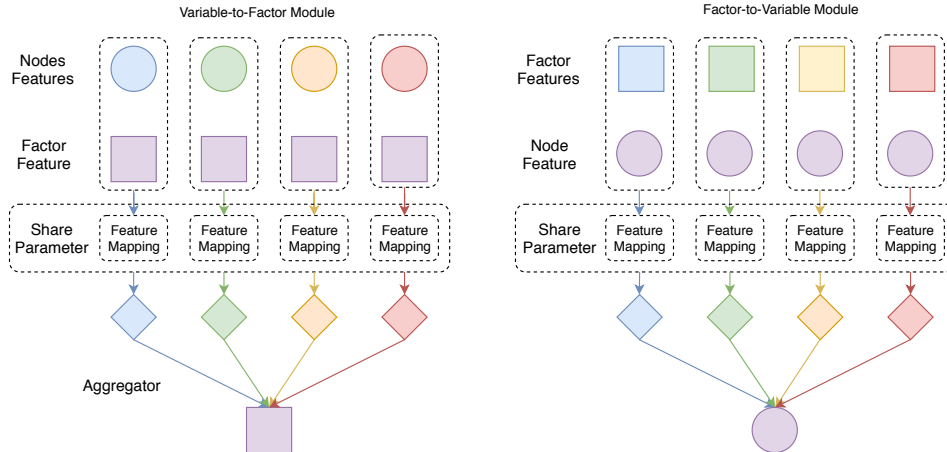 Variable-to-Factor Module
Nodes
Features
Factor
Feature
Share
Parameter
Feature
Mapping
Feature
Mapping
Feature
Mapping
Feature
Mapping
Aggregator
Factor-to-Variable Module
Factor
Features
Node
Feature
Share
Parameter
Feature
Mapping
Feature
Mapping
Feature
Mapping
Feature
Mapping